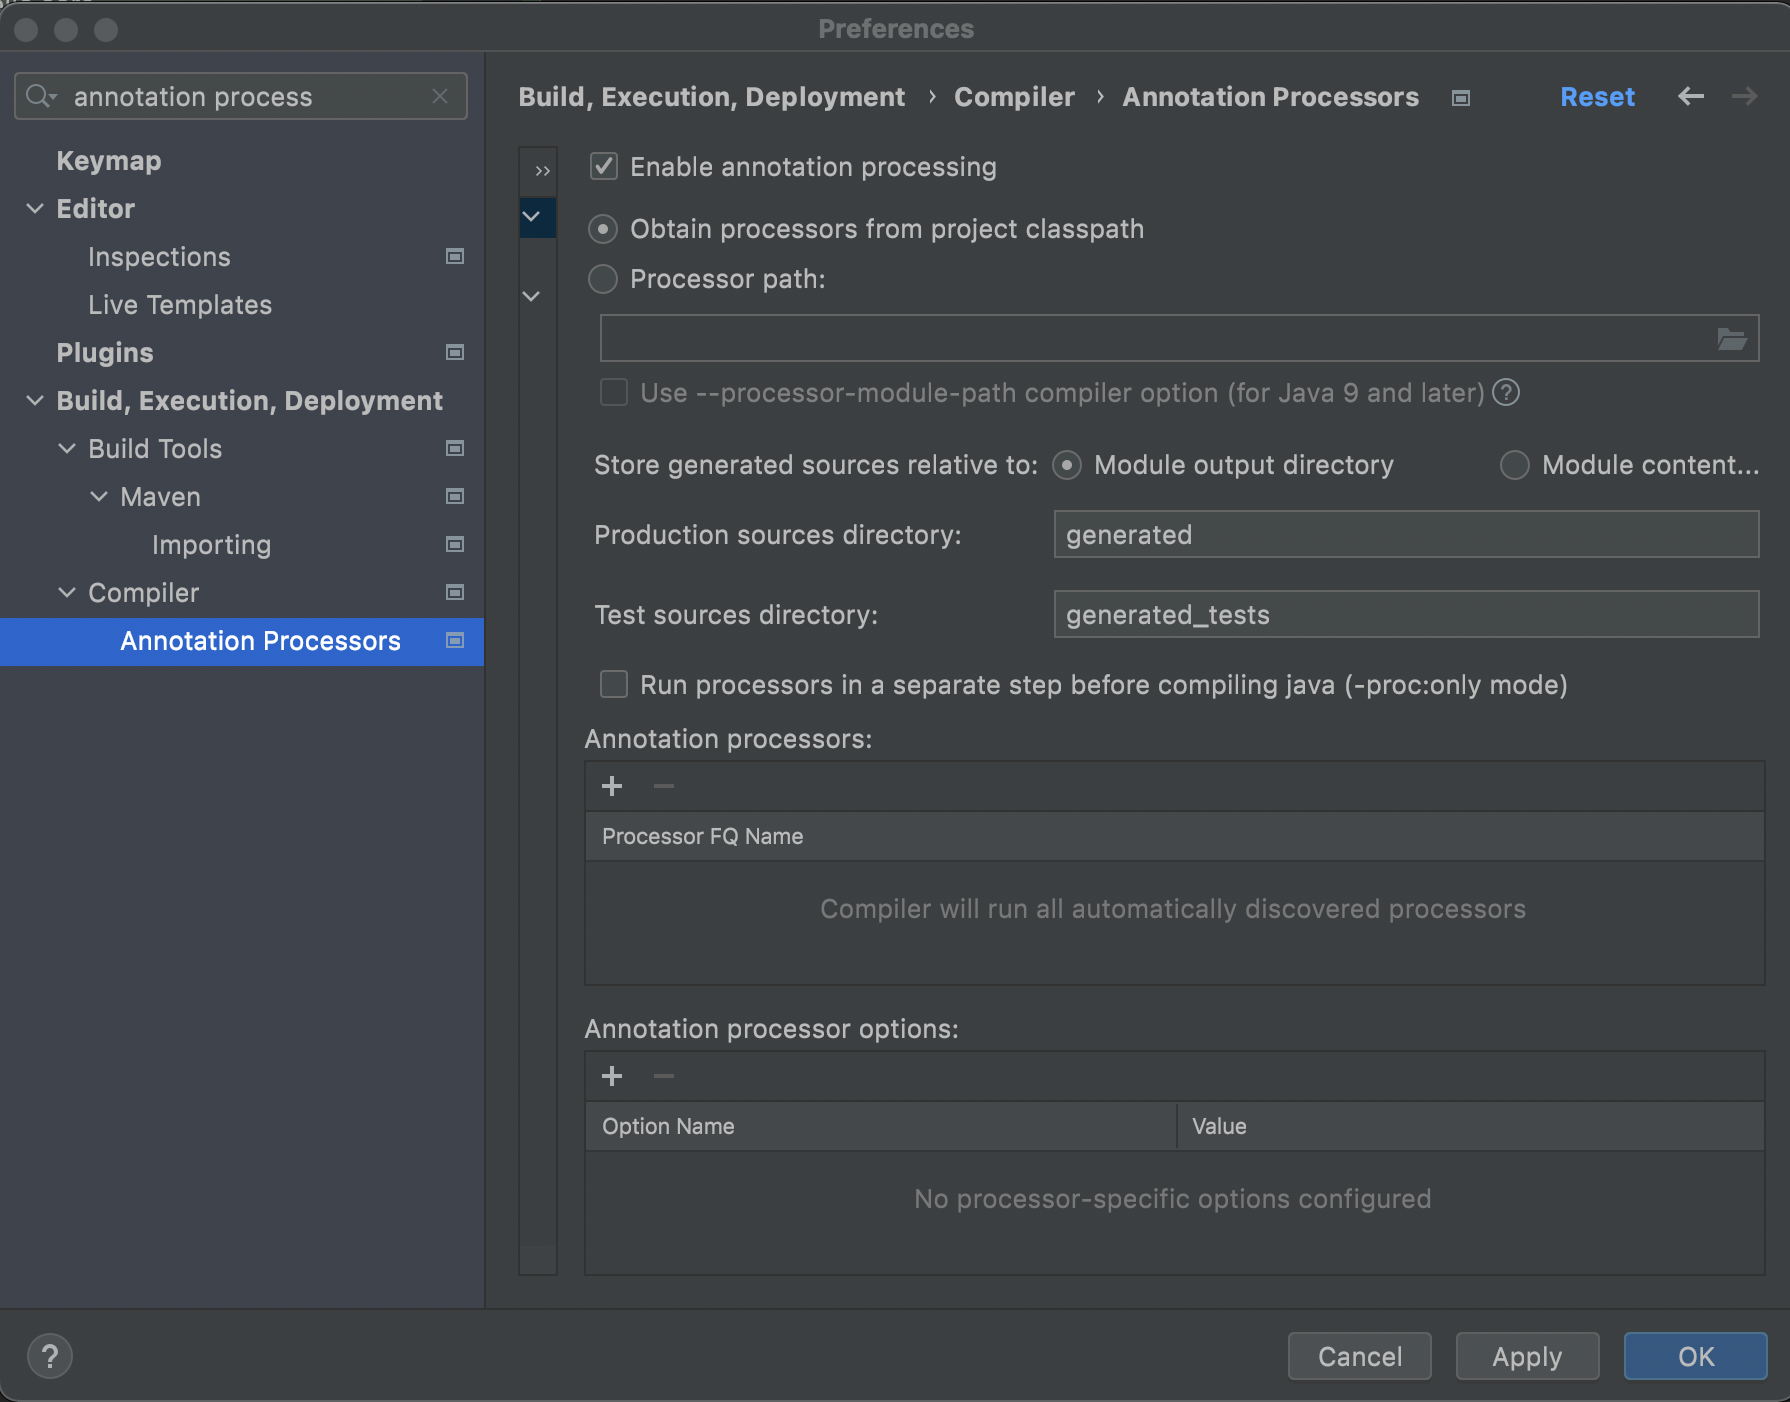 Preferences
annotation process
Keymap
Editor
Inspections
Live Templates
Plugins
Build, Execution, Deployment
Build Tools
Maven
Importing
Compiler
Annotation Processors
Build, Execution, Deployment › Compiler › Annotation Processors
Reset
Enable annotation processing
Obtain processors from project classpath
Processor path:
Use --processor-module-path compiler option (for Java 9 and later) ?
Store generated sources relative to: Module output directory Module content...
Production sources directory: generated
Test sources directory: generated_tests
Run processors in a separate step before compiling java (-proc:only mode)
Annotation processors:
Processor FQ Name
Compiler will run all automatically discovered processors
Annotation processor options:
Option Name Value
No processor-specific options configured
? Cancel Apply OK